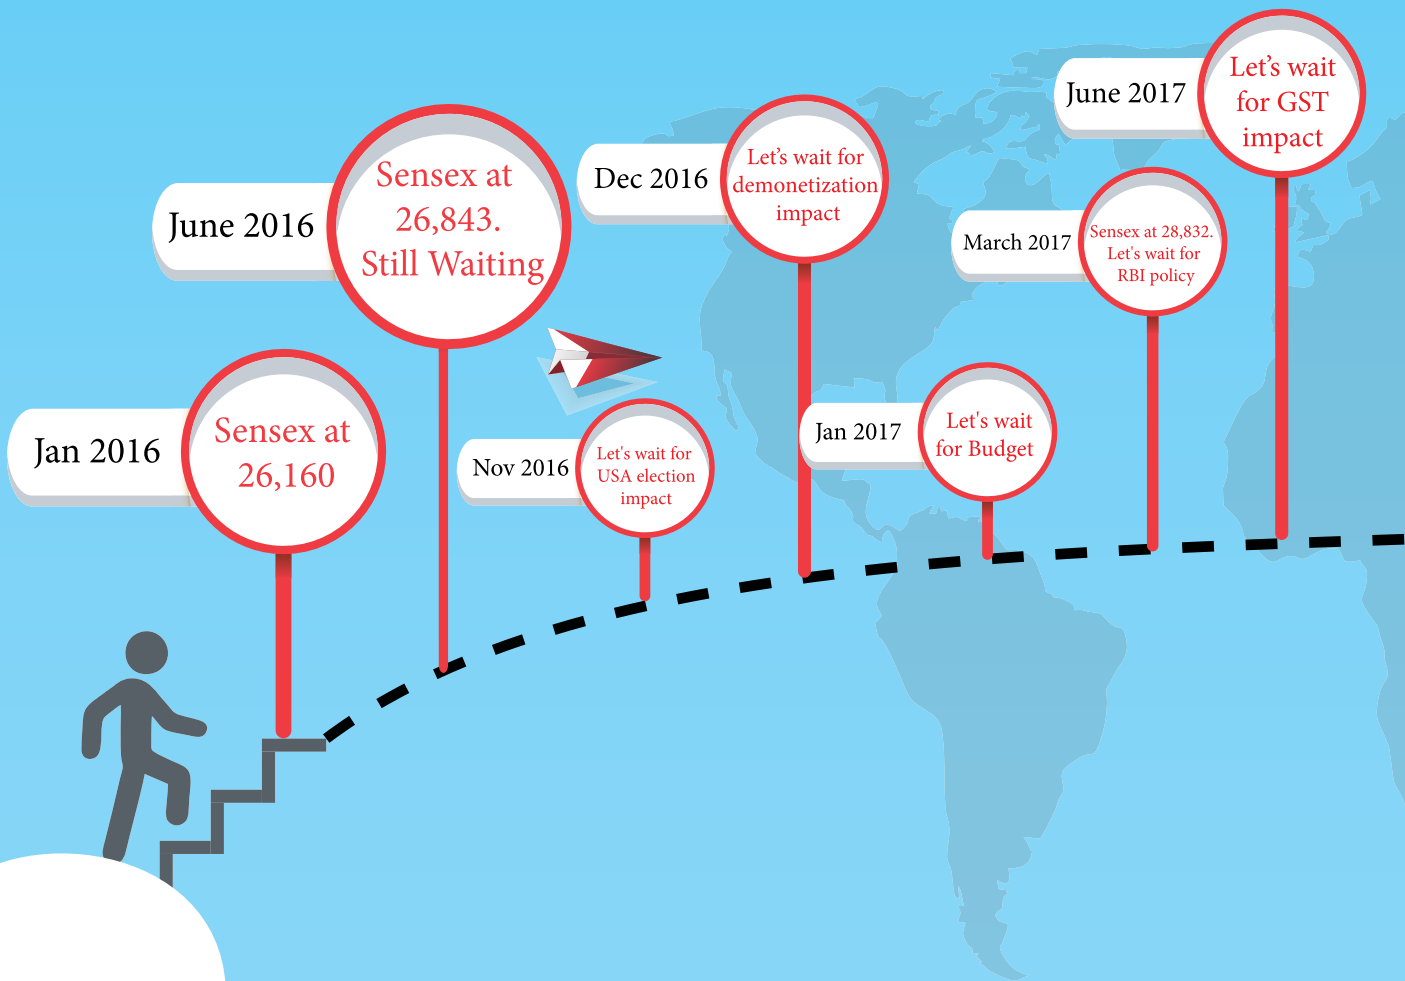 Jan 2016
Sensex at
26,160
June 2016
Sensex at
26,843.
Still Waiting
Nov 2016
Let's wait for
USA election
impact
Dec 2016
Let’s wait for
demonetization
impact
Jan 2017
Let's wait
for Budget
March 2017
Sensex at 28,832.
Let's wait for
RBI policy
June 2017
Let’s wait
for GST
impact